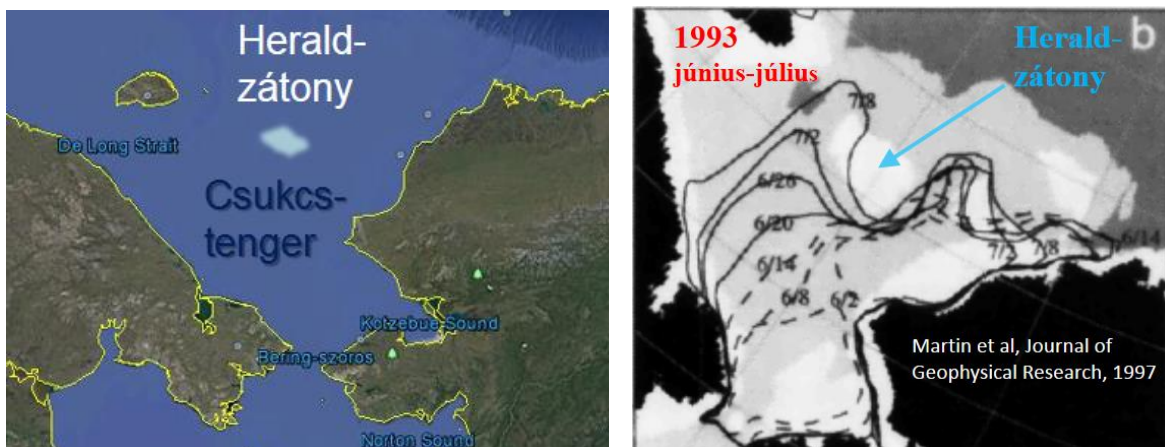 Herald-
zátony
De Long Strait
Csukcs-
tenger
Kotzebue Sound
Bering-szoros
Norton Sound
1993
június-július
Herald-
zátony
b
7/8
7/2
6/26
6/20
6/14
6/8
6/2
7/2
7/8
6/14
Martin et al, Journal of
Geophysical Research, 1997